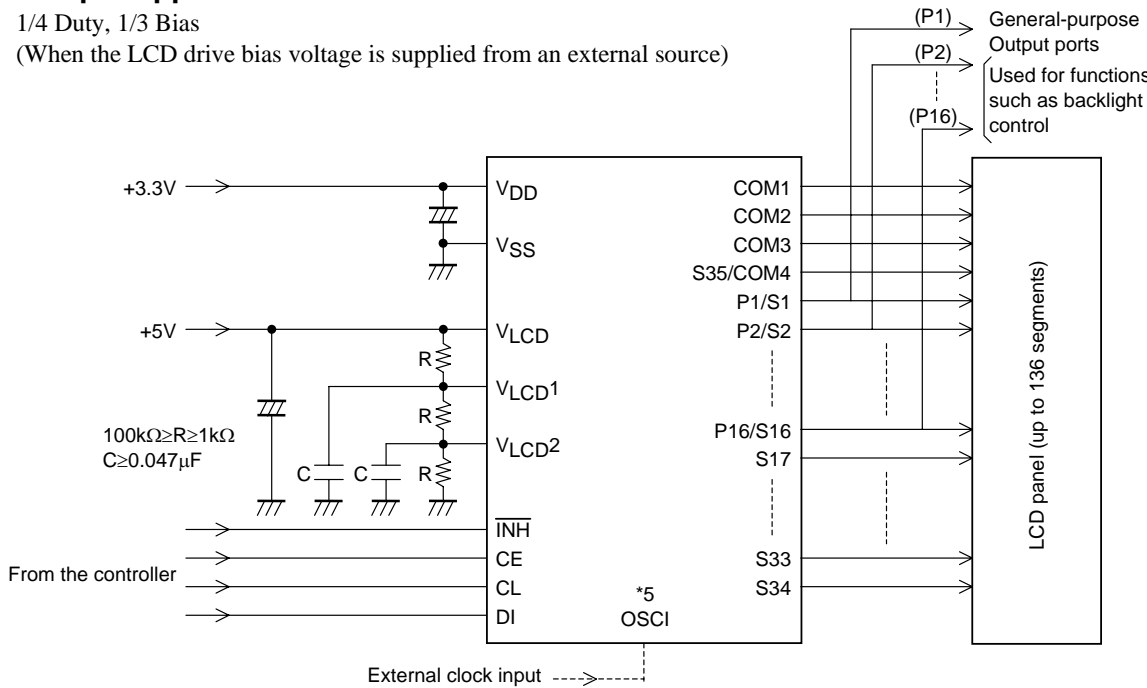 1/4 Duty, 1/3 Bias
(When the LCD drive bias voltage is supplied from an external source)
(P1)
General-purpose
Output ports
(P2)
Used for functions
such as backlight
control
(P16)
+3.3V
VDD
VSS
+5V
VLCD
R
VLCD1
R
VLCD2
R
100kΩ≥R≥1kΩ
C≥0.047μF
C
C
INH
CE
From the controller
CL
DI
*5
OSCI
External clock input
COM1
COM2
COM3
S35/COM4
P1/S1
P2/S2
P16/S16
S17
S33
S34
LCD panel (up to 136 segments)